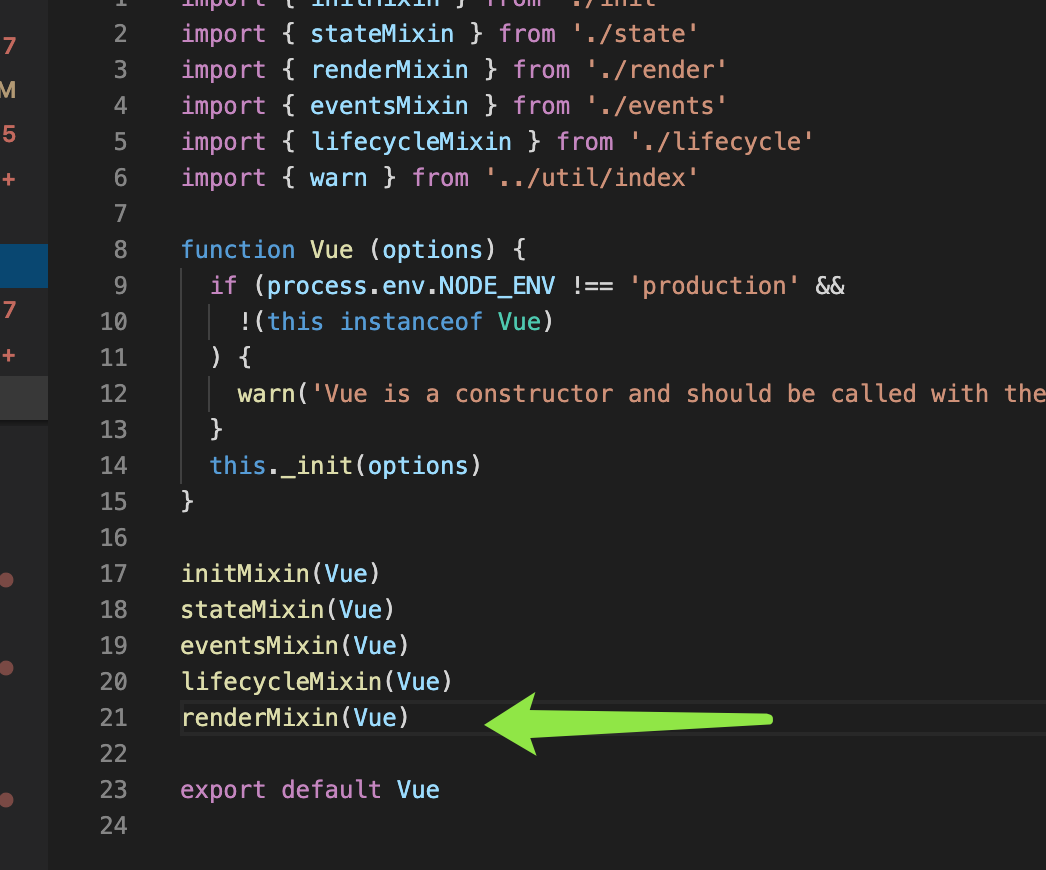 1 import { initMixin } from './init'
7
2 import { stateMixin } from './state'
3 import { renderMixin } from './render'
M
4 import { eventsMixin } from './events'
5
5 import { lifecycleMixin } from './lifecycle'
+
6 import { warn } from '../util/index'
7
8 function Vue (options) {
9 if (process.env.NODE_ENV !== 'production' &&
7
10 !(this instanceof Vue)
+
11 ) {
12 warn('Vue is a constructor and should be called with the
13 }
14 this._init(options)
15 }
16
17 initMixin(Vue)
18 stateMixin(Vue)
19 eventsMixin(Vue)
20 lifecycleMixin(Vue)
21 renderMixin(Vue)
22
23 export default Vue
24